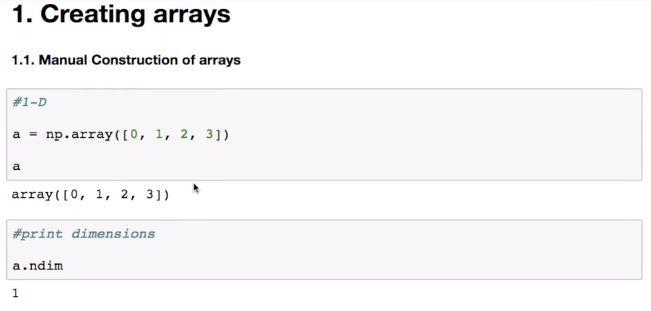 1. Creating arrays
1.1. Manual Construction of arrays
#1-D
a = np.array([0, 1, 2, 3])
a
array([0, 1, 2, 3])
#print dimensions
a.ndim
1